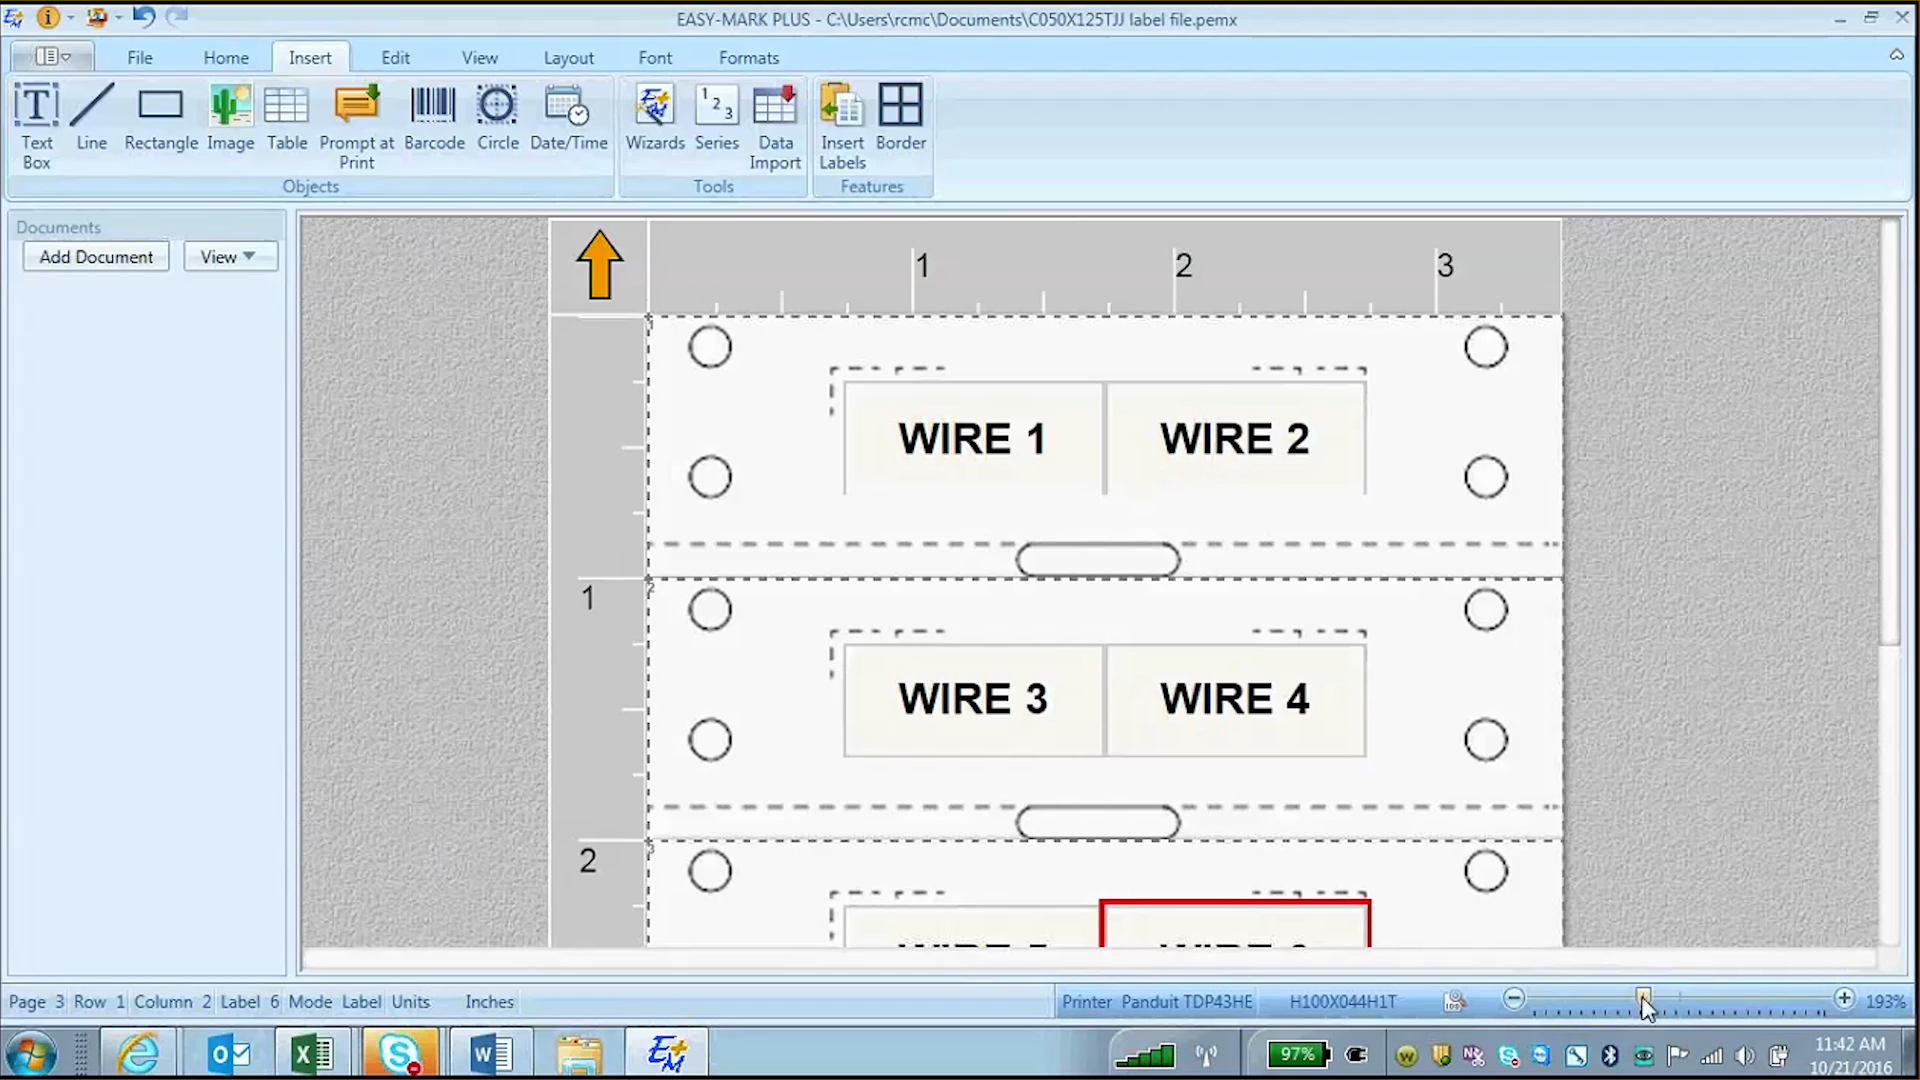 EASY-MARK PLUS - C:\Users\rcmc\Documents\C050X125TJJ label file.pemx
File Home Insert Edit View Layout Font Formats
Text Box Line Rectangle Image Table Prompt at Print Barcode Circle Date/Time Wizards Series Data Import Insert Labels Border
Objects Tools Features
Documents
Add Document View
1 2 3
WIRE 1 WIRE 2
1
WIRE 3 WIRE 4
2
Page 3 Row 1 Column 2 Label 6 Mode Label Units Inches Printer Panduit TDP43HE H100X044H1T 193%
97%
11:42 AM
10/21/2016